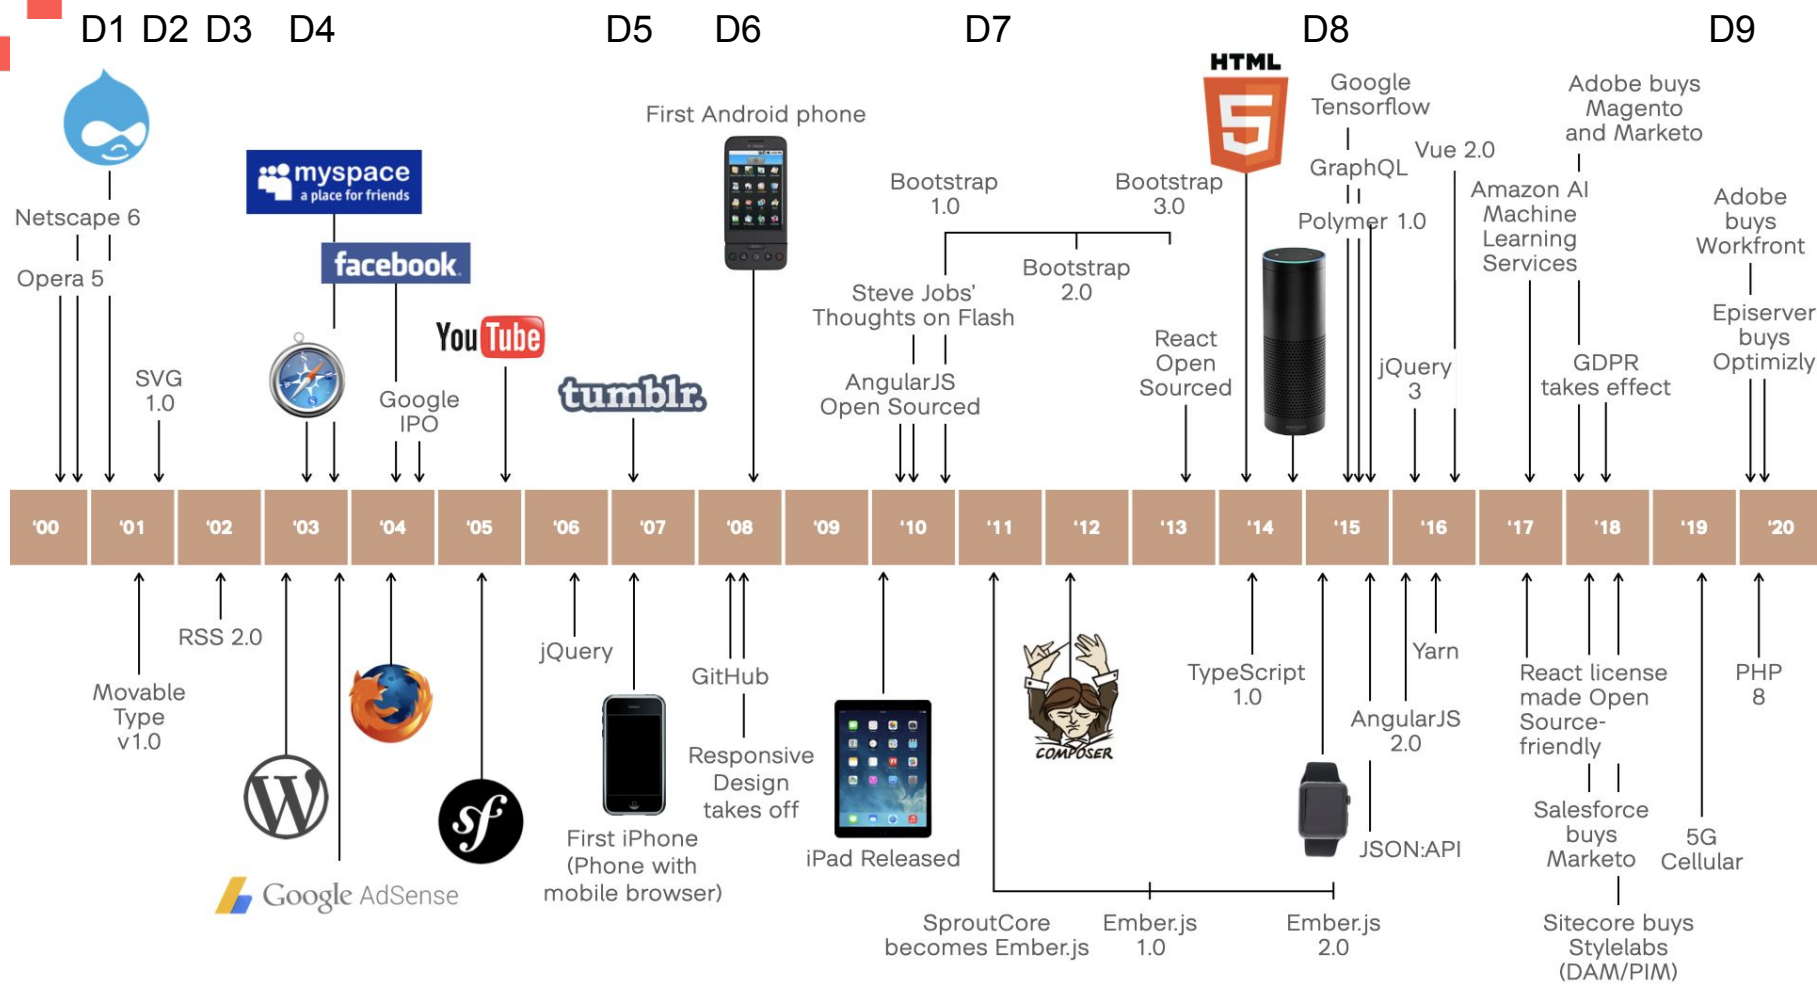 D1 D2 D3 D4 D5 D6 D7 D8 D9
Netscape 6
Opera 5
SVG
1.0
myspace
a place for friends
facebook.
Google
IPO
You Tube
tumblr.
First Android phone
Bootstrap
1.0
Bootstrap
2.0
Bootstrap
3.0
Steve Jobs'
Thoughts on Flash
AngularJS
Open Sourced
React
Open
Sourced
HTML
5
Google
Tensorflow
GraphQL
Polymer 1.0
Vue 2.0
jQuery
3
Amazon AI
Machine
Learning
Services
Adobe buys
Magento
and Marketo
GDPR
takes effect
Adobe
buys
Workfront
Episerver
buys
Optimizly
'00 '01 '02 '03 '04 '05 '06 '07 '08 '09 '10 '11 '12 '13 '14 '15 '16 '17 '18 '19 '20
Movable
Type
v1.0
RSS 2.0
W
Google AdSense
sf
jQuery
First iPhone
(Phone with
mobile browser)
GitHub
Responsive
Design
takes off
iPad Released
SproutCore
becomes Ember.js
COMPOSER
Ember.js
1.0
TypeScript
1.0
Ember.js
2.0
JSON:API
AngularJS
2.0
Yarn
React license
made Open
Source-
friendly
Salesforce
buys
Marketo
Sitecore buys
Stylelabs
(DAM/PIM)
5G
Cellular
PHP
8